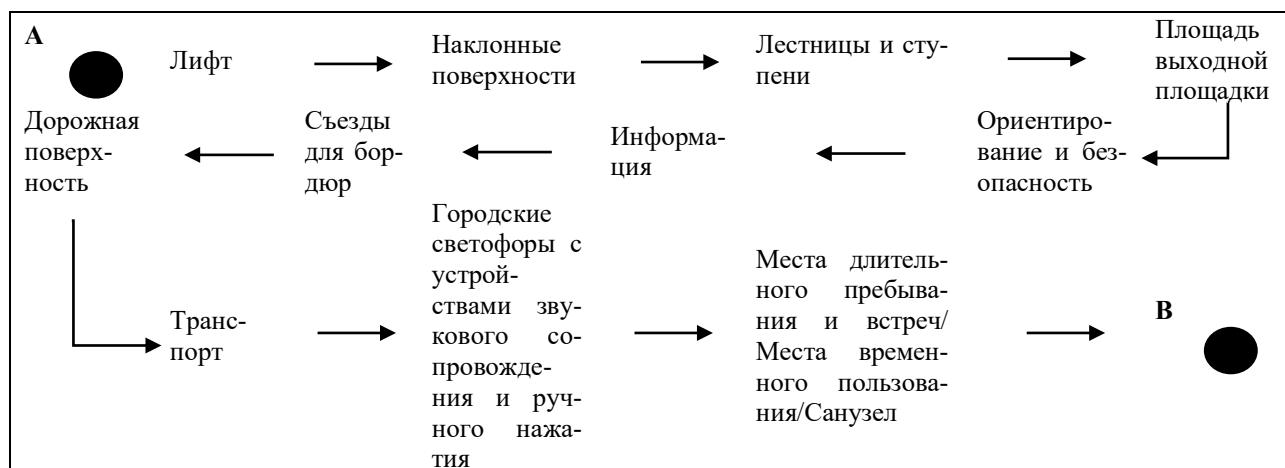 А
Лифт
Наклонные
поверхности
Лестницы и сту-
пени
Площадь
выходной
площадки
Ориентиро-
вание и без-
опасность
Информа-
ция
Съезды
для бор-
дюр
Дорожная
поверх-
ность
Транс-
порт
Городские
светофоры с
устрой-
ствами зву-
кового со-
провожде-
ния и руч-
ного нажа-
тия
Места длитель-
ного пребыва-
ния и встреч/
Места времен-
ного пользова-
ния/Санузел
В